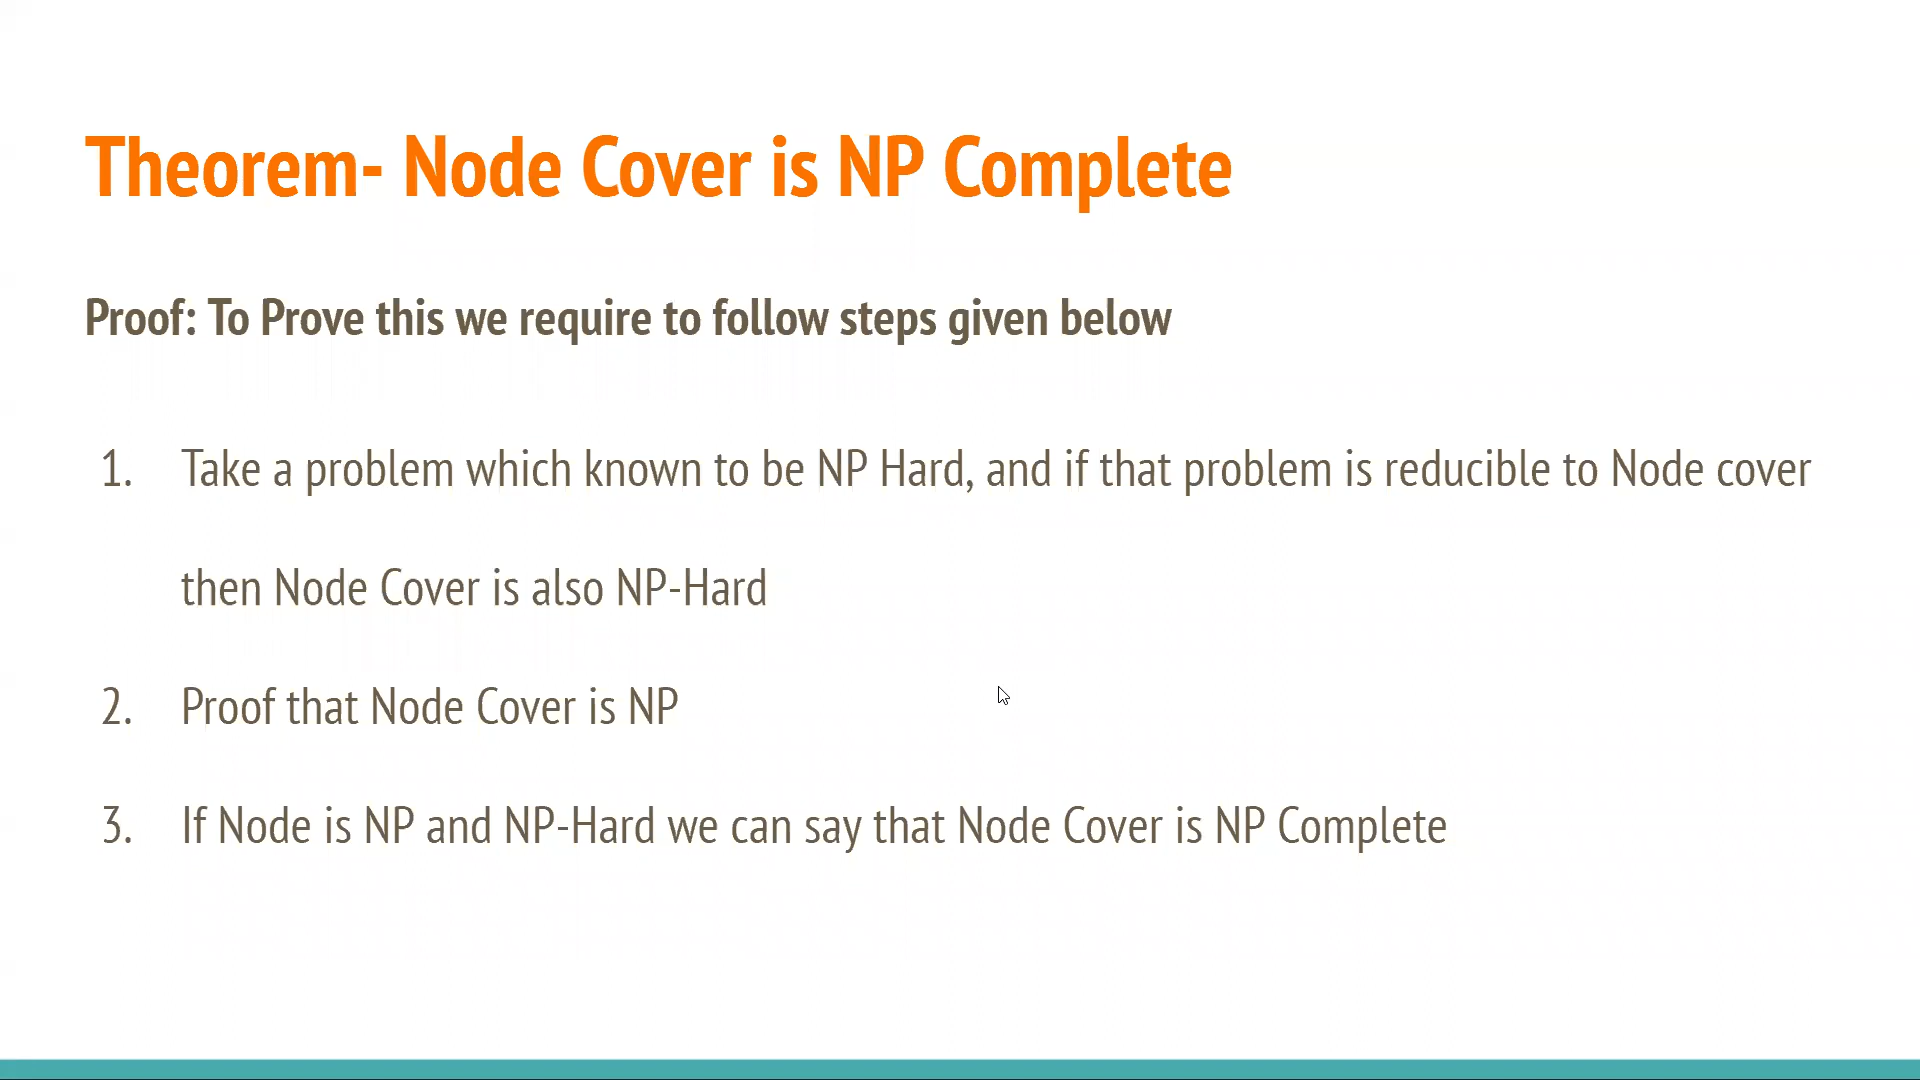 Theorem- Node Cover is NP Complete
Proof: To Prove this we require to follow steps given below
1. Take a problem which known to be NP Hard, and if that problem is reducible to Node cover
then Node Cover is also NP-Hard
2. Proof that Node Cover is NP
3. If Node is NP and NP-Hard we can say that Node Cover is NP Complete